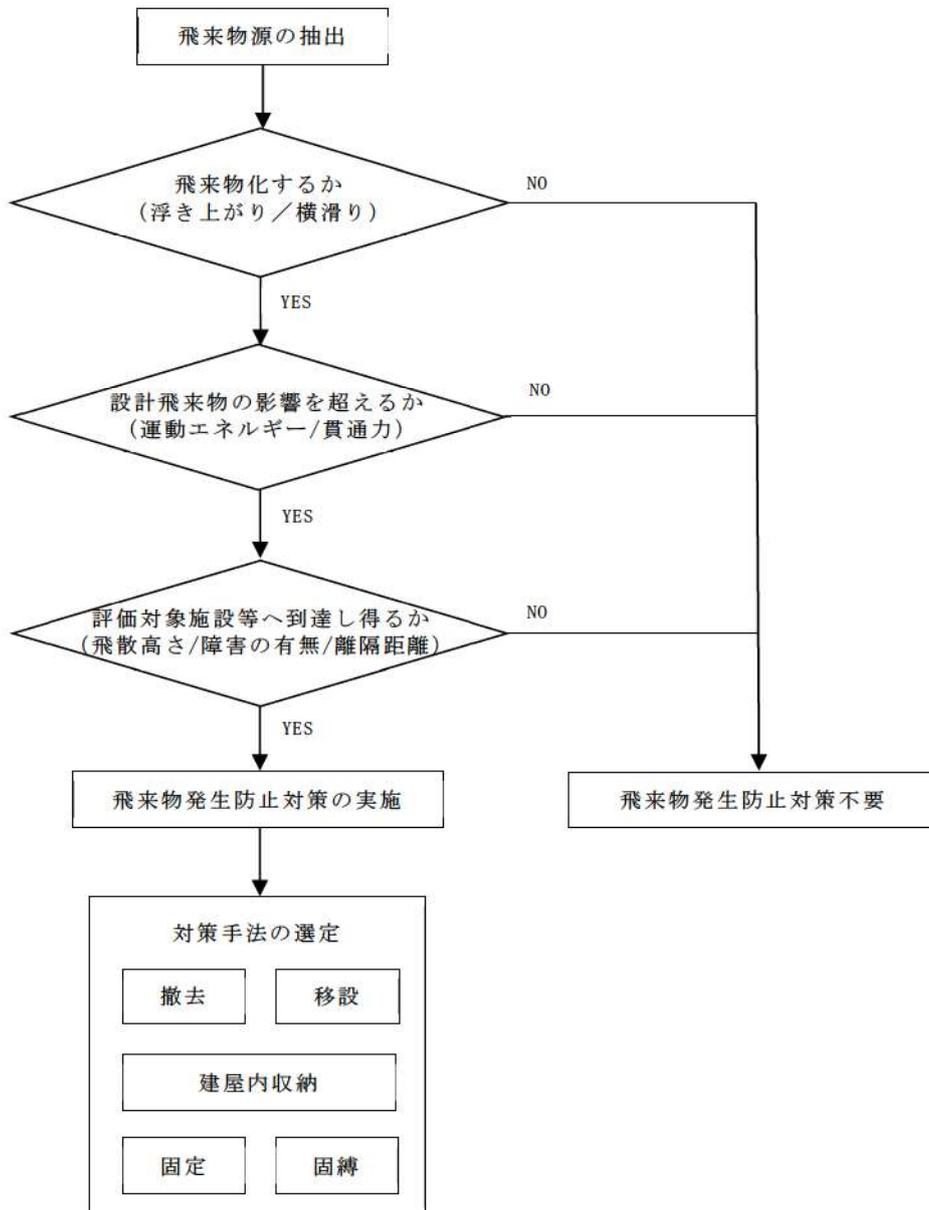 飛来物源の抽出
飛来物化するか
（浮き上がり／横滑り）
NO
YES
設計飛来物の影響を超えるか
（運動エネルギー/貫通力）
NO
YES
評価対象施設等へ到達し得るか
（飛散高さ/障害の有無/離隔距離）
NO
YES
飛来物発生防止対策の実施
飛来物発生防止対策不要
対策手法の選定
撤去
移設
建屋内収納
固定
固縛